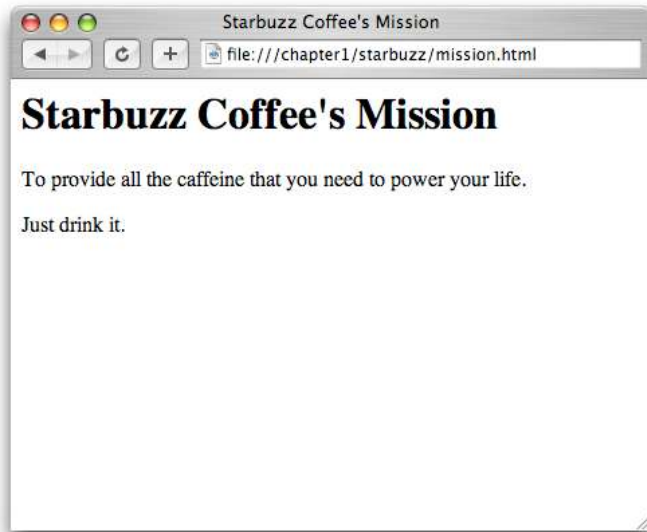 Starbuzz Coffee's Mission
file:///chapter1/starbuzz/mission.html
Starbuzz Coffee's Mission
To provide all the caffeine that you need to power your life.
Just drink it.